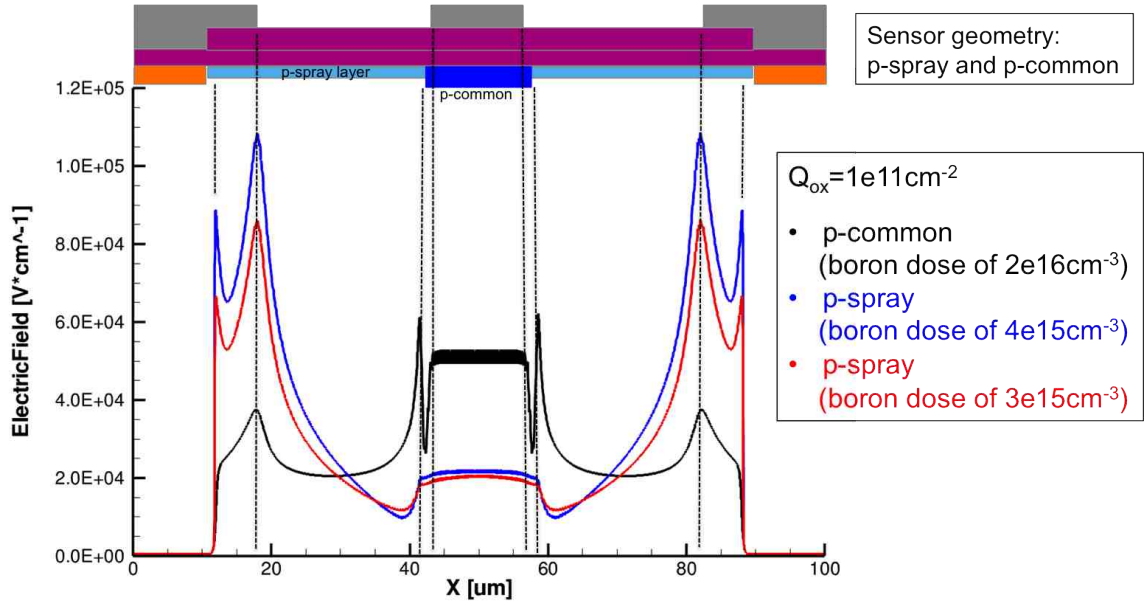 Sensor geometry:
p-spray and p-common
p-spray layer
p-common
1.2E+05
1.0E+05
8.0E+04
6.0E+04
4.0E+04
2.0E+04
0.0E+00
ElectricField [V*cm^-1]
0
20
40
60
80
100
X [um]
Qox=1e11cm-2
• p-common
(boron dose of 2e16cm-3)
• p-spray
(boron dose of 4e15cm-3)
• p-spray
(boron dose of 3e15cm-3)